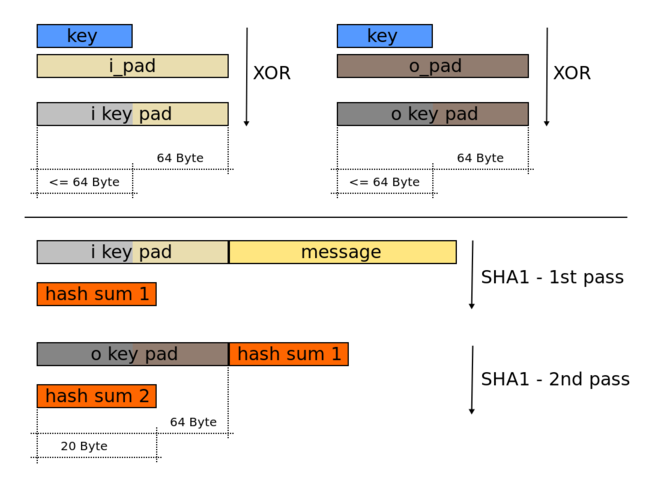 key
key
i_pad
o_pad
XOR
XOR
i key pad
o key pad
64 Byte
64 Byte
<= 64 Byte
<= 64 Byte
i key pad
message
SHA1 - 1st pass
hash sum 1
o key pad
hash sum 1
SHA1 - 2nd pass
hash sum 2
64 Byte
20 Byte